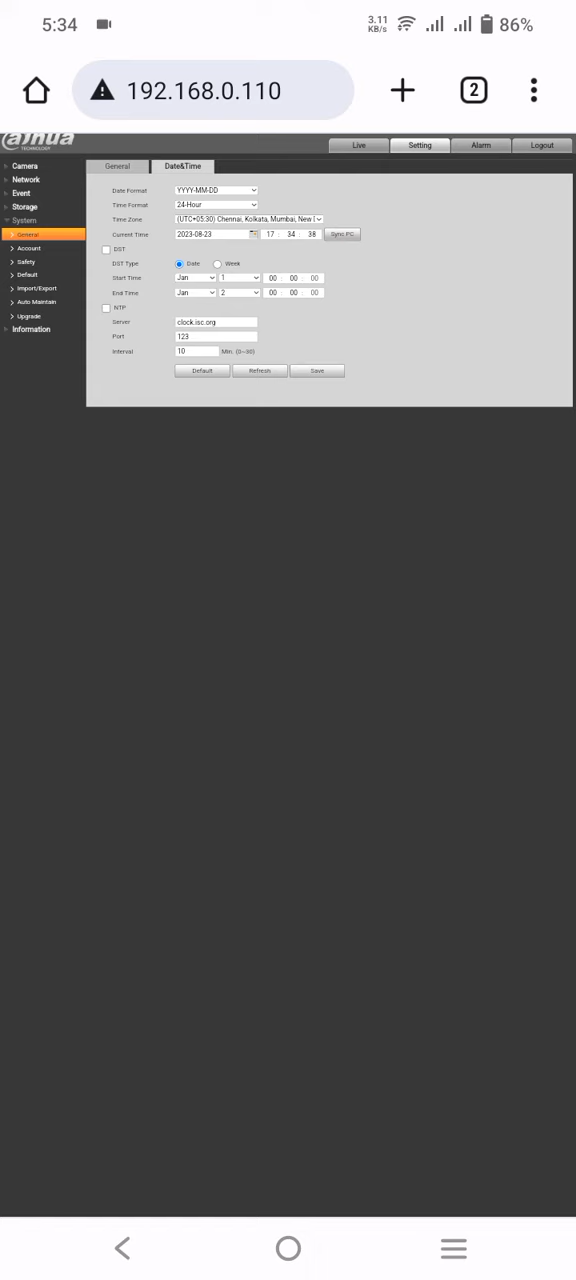 5:34
3.11 KB/s
86%
192.168.0.110
2
alhua
TECHNOLOGY
Live Setting Alarm Logout
Camera
Network
Event
Storage
System
General
Account
Safety
Default
Import/Export
Auto Maintain
Upgrade
Information
General Date&Time
Date Format YYYY-MM-DD
Time Format 24-Hour
Time Zone (UTC+05:30) Chennai, Kolkata, Mumbai, New
Current Time 2023-08-23 17 : 34 : 38 Sync PC
DST
DST Type Date Week
Start Time Jan 1 00 : 00 : 00
End Time Jan 2 00 : 00 : 00
NTP
Server clock.isc.org
Port 123
Interval 10 Min. (0~30)
Default Refresh Save